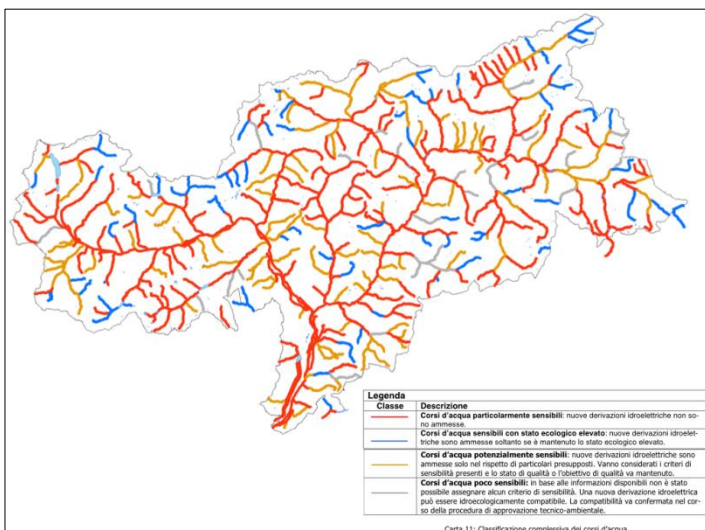 Legenda
Classe Descrizione
Corsi d'acqua particolarmente sensibili: nuove derivazioni idroelettriche non so-
no ammesse.
Corsi d'acqua sensibili con stato ecologico elevato: nuove derivazioni idroelet-
triche sono ammesse soltanto se è mantenuto lo stato ecologico elevato.
Corsi d'acqua potenzialmente sensibili: nuove derivazioni idroelettriche sono
ammesse solo nel rispetto di particolari presupposti. Vanno considerati i criteri di
sensibilità presenti e lo stato di qualità o l'obiettivo di qualità va mantenuto.
Corsi d'acqua poco sensibili: in base alle informazioni disponibili non è stato
possibile assegnare alcun criterio di sensibilità. Una nuova derivazione idroelettrica
può essere idroecologicamente compatibile. La compatibilità va confermata nel cor-
so della procedura di approvazione tecnico-ambientale.
Carta 11: Classificazione complessiva dei corsi d'acqua